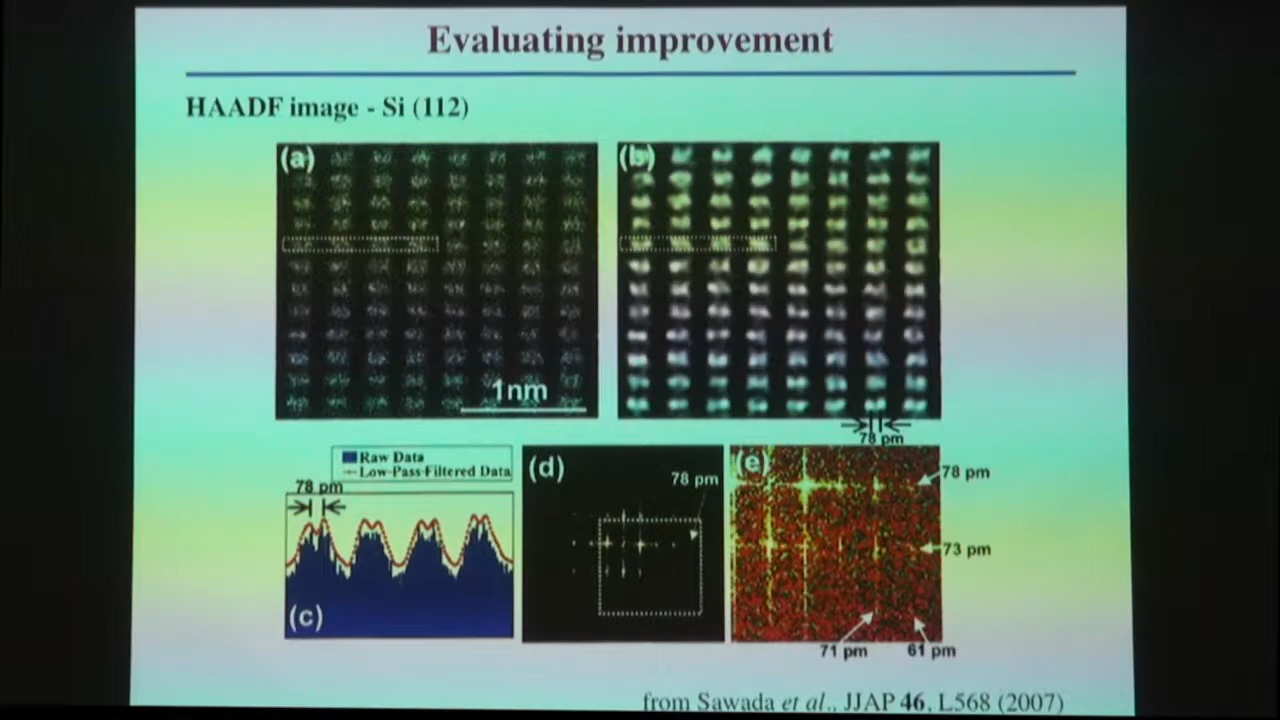 Evaluating improvement
HAADF image - Si (112)
(a)
(b)
1nm
78 pm
Raw Data
Low-Pass-Filtered Data
78 pm
(c)
(d)
78 pm
(e)
78 pm
73 pm
71 pm
61 pm
from Sawada et al., JJAP 46, L568 (2007)